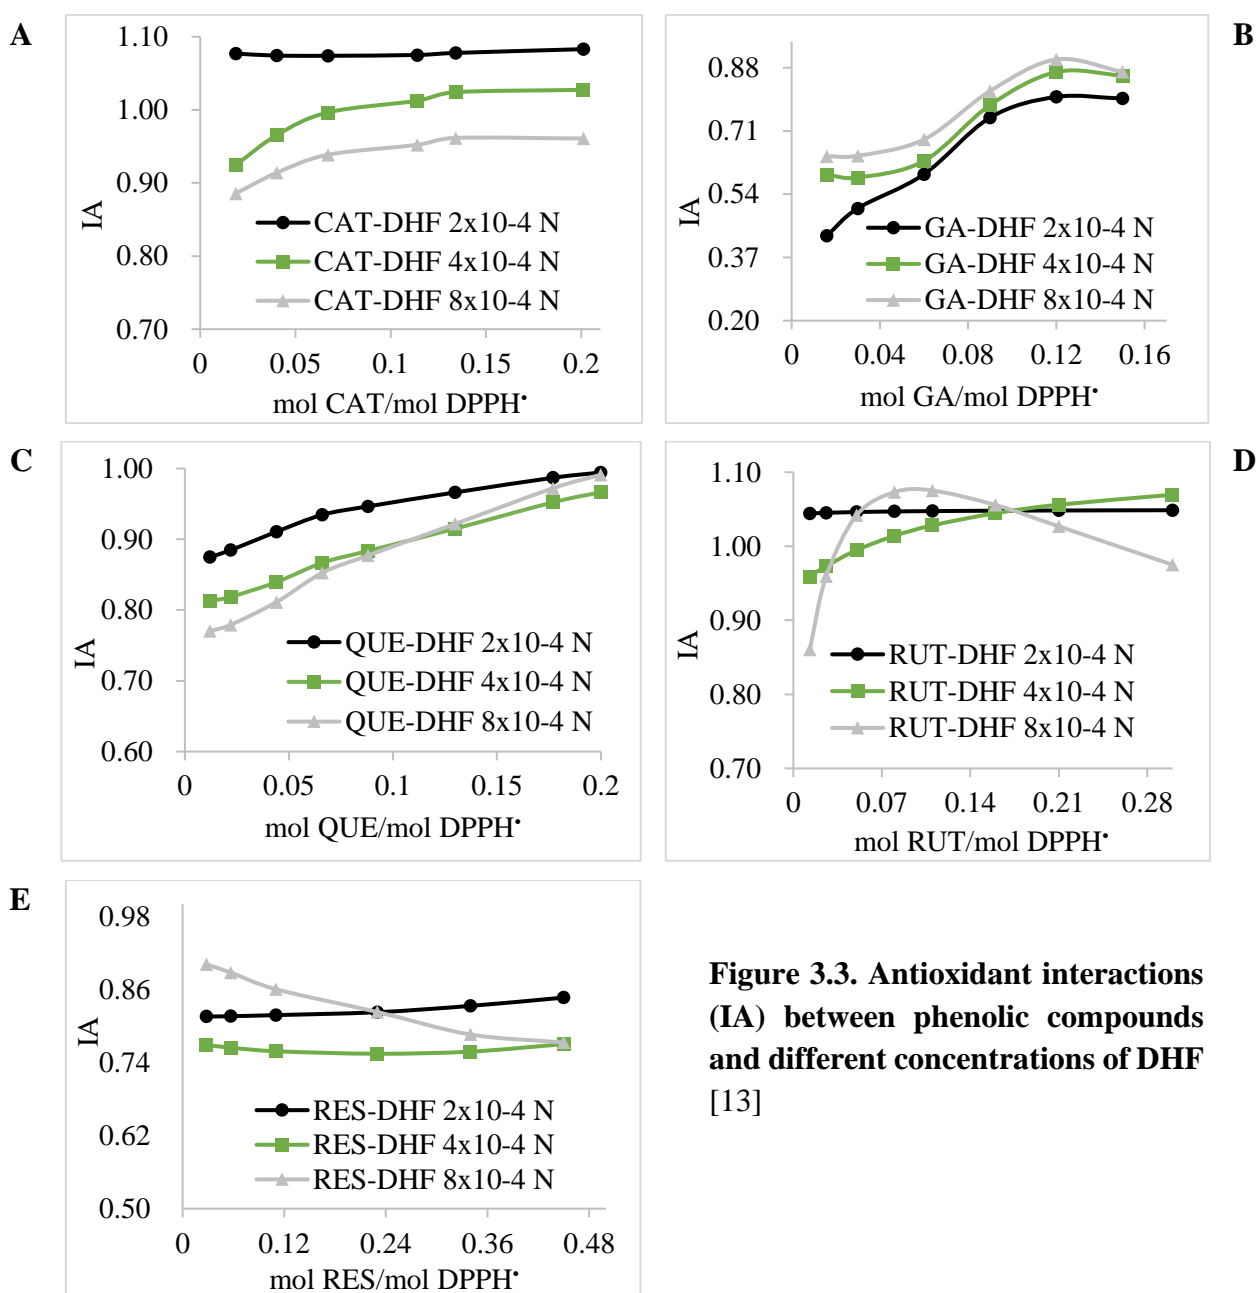 A
1.10
1.00
0.90
0.80
0.70
IA
CAT-DHF 2x10-4 N
CAT-DHF 4x10-4 N
CAT-DHF 8x10-4 N
0 0.05 0.1 0.15 0.2
mol CAT/mol DPPH•
B
0.88
0.71
0.54
0.37
0.20
IA
GA-DHF 2x10-4 N
GA-DHF 4x10-4 N
GA-DHF 8x10-4 N
0 0.04 0.08 0.12 0.16
mol GA/mol DPPH•
C
1.00
0.90
0.80
0.70
0.60
IA
QUE-DHF 2x10-4 N
QUE-DHF 4x10-4 N
QUE-DHF 8x10-4 N
0 0.05 0.1 0.15 0.2
mol QUE/mol DPPH•
D
1.10
1.00
0.90
0.80
0.70
IA
RUT-DHF 2x10-4 N
RUT-DHF 4x10-4 N
RUT-DHF 8x10-4 N
0 0.07 0.14 0.21 0.28
mol RUT/mol DPPH•
E
0.98
0.86
0.74
0.62
0.50
IA
RES-DHF 2x10-4 N
RES-DHF 4x10-4 N
RES-DHF 8x10-4 N
0 0.12 0.24 0.36 0.48
mol RES/mol DPPH•
Figure 3.3. Antioxidant interactions
(IA) between phenolic compounds
and different concentrations of DHF
[13]